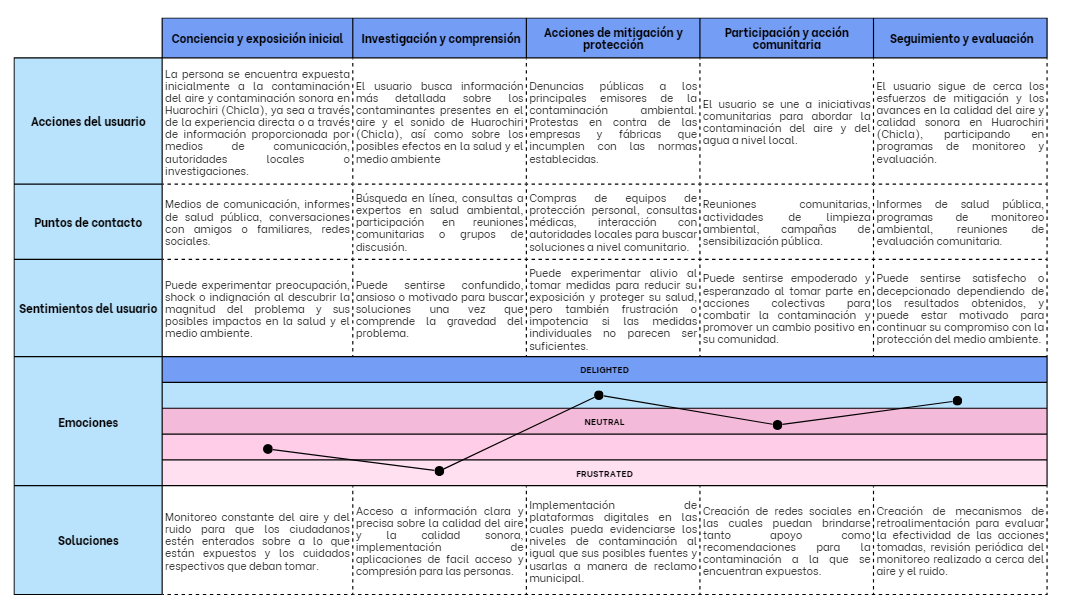 Conciencia y exposición inicial
Investigación y comprensión
Acciones de mitigación y
protección
Participación y acción
comunitaria
Seguimiento y evaluación
Acciones del usuario
La persona se encuentra expuesta
inicialmente a la contaminación
del aire y contaminación sonora en
Huarochiri (Chicla), ya sea a través
de la experiencia directa o a través
de información proporcionada por
medios de comunicación,
autoridades locales o
investigaciones.
El usuario busca información
más detallada sobre los
contaminantes presentes en el
aire y el sonido de Huarochiri
(Chicla), así como sobre los
posibles efectos en la salud y el
medio ambiente
Denuncias públicas a los
principales emisores de la
contaminación ambiental.
Protestas en contra de las
empresas y fábricas que
incumplen con las normas
establecidas.
El usuario se une a iniciativas
comunitarias para abordar la
contaminación del aire y del
agua a nivel local.
El usuario sigue de cerca los
esfuerzos de mitigación y los
avances en la calidad del aire y
calidad sonora en Huarochiri
(Chicla), participando en
programas de monitoreo y
evaluación.
Puntos de contacto
Medios de comunicación, informes
de salud pública, conversaciones
con amigos o familiares, redes
sociales.
Búsqueda en línea, consultas a
expertos en salud ambiental,
participación en reuniones
comunitarias o grupos de
discusión.
Compras de equipos de
protección personal, consultas
médicas, interacción con
autoridades locales para buscar
soluciones a nivel comunitario.
Reuniones comunitarias,
actividades de limpieza
ambiental, campañas de
sensibilización pública.
Informes de salud pública,
programas de monitoreo
ambiental, reuniones de
evaluación comunitaria.
Sentimientos del usuario
Puede experimentar preocupación,
shock o indignación al descubrir la
magnitud del problema y sus
posibles impactos en la salud y el
medio ambiente.
Puede sentirse confundido,
ansioso o motivado para buscar
soluciones una vez que
comprende la gravedad del
problema.
Puede experimentar alivio al
tomar medidas para reducir su
exposición y proteger su salud,
pero también frustración o
impotencia si las medidas
individuales no parecen ser
suficientes.
Puede sentirse empoderado y
esperanzado al tomar parte en
acciones colectivas para
combatir la contaminación y
promover un cambio positivo en
su comunidad.
Puede sentirse satisfecho o
decepcionado dependiendo de
los resultados obtenidos, y
puede estar motivado para
continuar su compromiso con la
protección del medio ambiente.
Emociones
DELIGHTED
NEUTRAL
FRUSTRATED
Soluciones
Monitoreo constante del aire y del
ruido para que los ciudadanos
estén enterados sobre a lo que
están expuestos y los cuidados
respectivos que deban tomar.
Acceso a información clara y
precisa sobre la calidad del aire
y la calidad sonora,
implementación de
aplicaciones de facil acceso y
compresión para las personas.
Implementación de
plataformas digitales en las
cuales pueda evidenciarse los
niveles de contaminación al
igual que sus posibles fuentes y
usarlas a manera de reclamo
municipal.
Creación de redes sociales en
las cuales puedan brindarse
tanto apoyo como
recomendaciones para la
contaminación a la que se
encuentran expuestos.
Creación de mecanismos de
retroalimentación para evaluar
la efectividad de las acciones
tomadas, revisión periódica del
monitoreo realizado a cerca del
aire y el ruido.